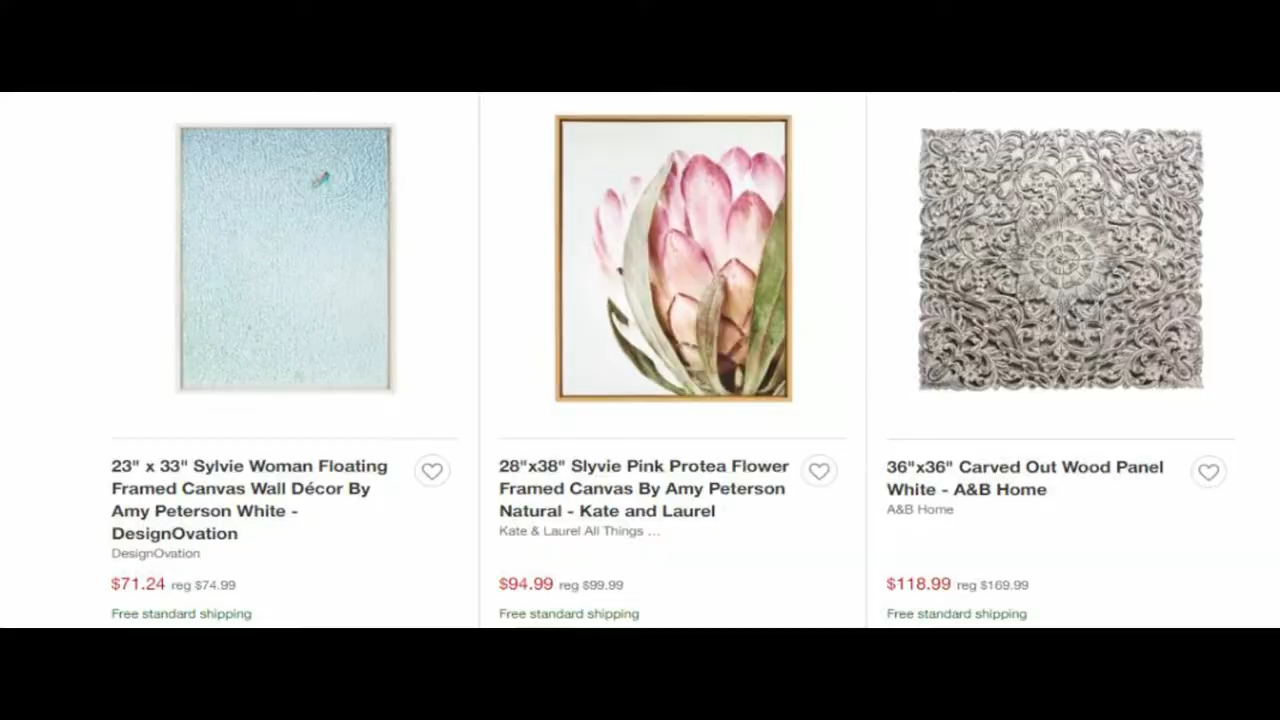 23" x 33" Sylvie Woman Floating
Framed Canvas Wall Décor By
Amy Peterson White -
DesignOvation
DesignOvation
$71.24 reg $74.99
Free standard shipping
28"x38" Slyvie Pink Protea Flower
Framed Canvas By Amy Peterson
Natural - Kate and Laurel
Kate & Laurel All Things ...
$94.99 reg $99.99
Free standard shipping
36"x36" Carved Out Wood Panel
White - A&B Home
A&B Home
$118.99 reg $169.99
Free standard shipping